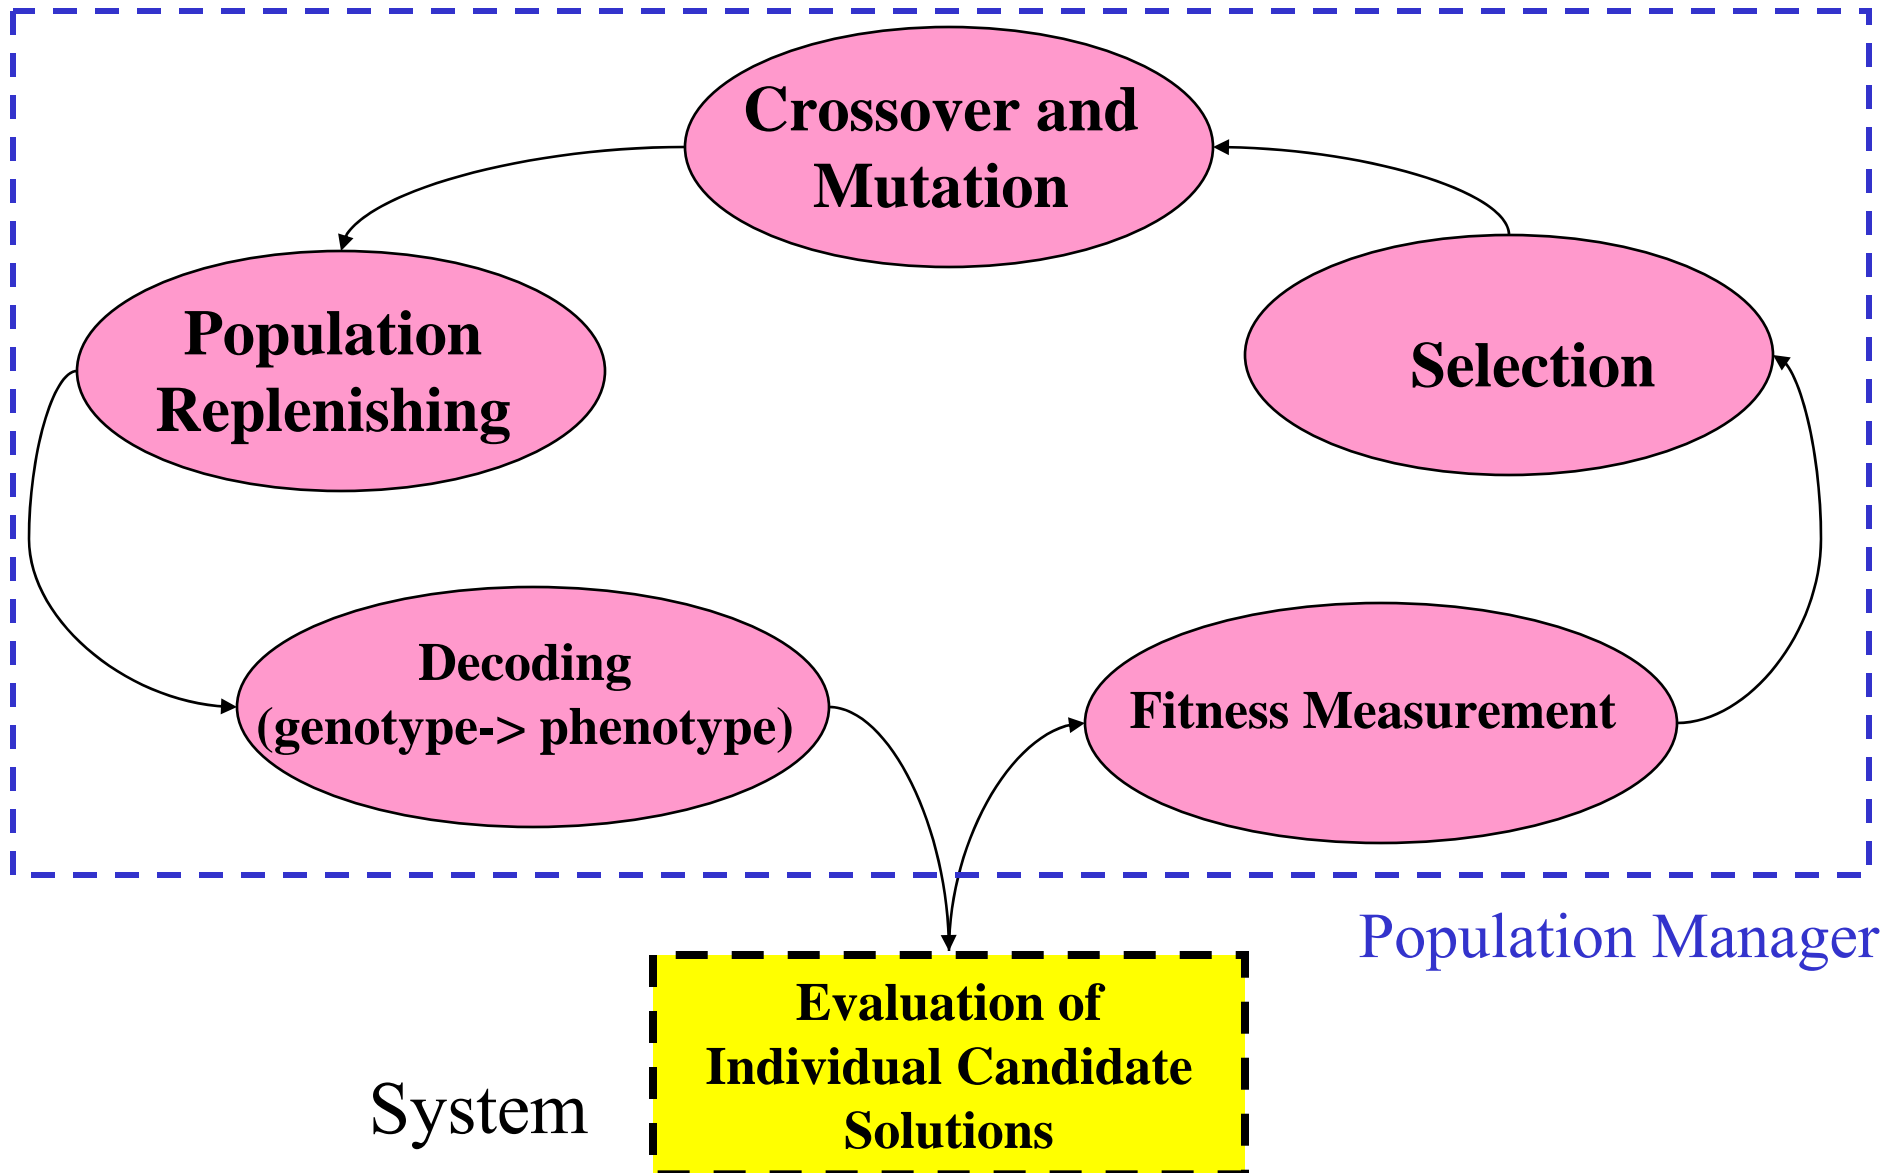 Crossover and
Mutation
Population
Replenishing
Selection
Decoding
(genotype-> phenotype)
Fitness Measurement
Population Manager
Evaluation of
Individual Candidate
Solutions
System